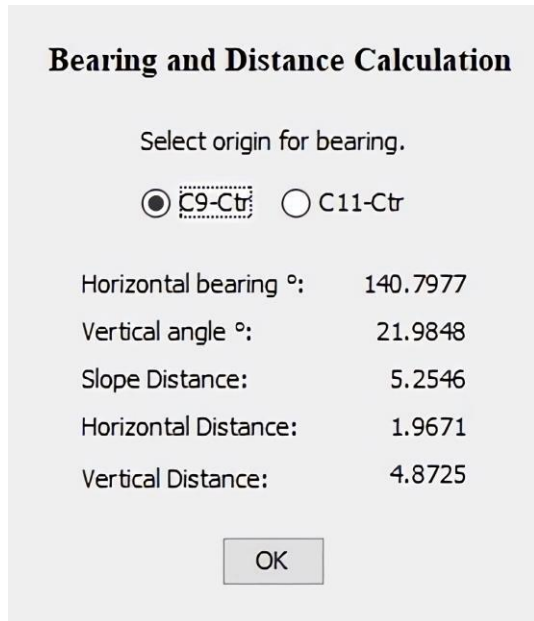 Bearing and Distance Calculation
Select origin for bearing.
C9-Ctr C11-Ctr
Horizontal bearing °: 140.7977
Vertical angle °: 21.9848
Slope Distance: 5.2546
Horizontal Distance: 1.9671
Vertical Distance: 4.8725
OK